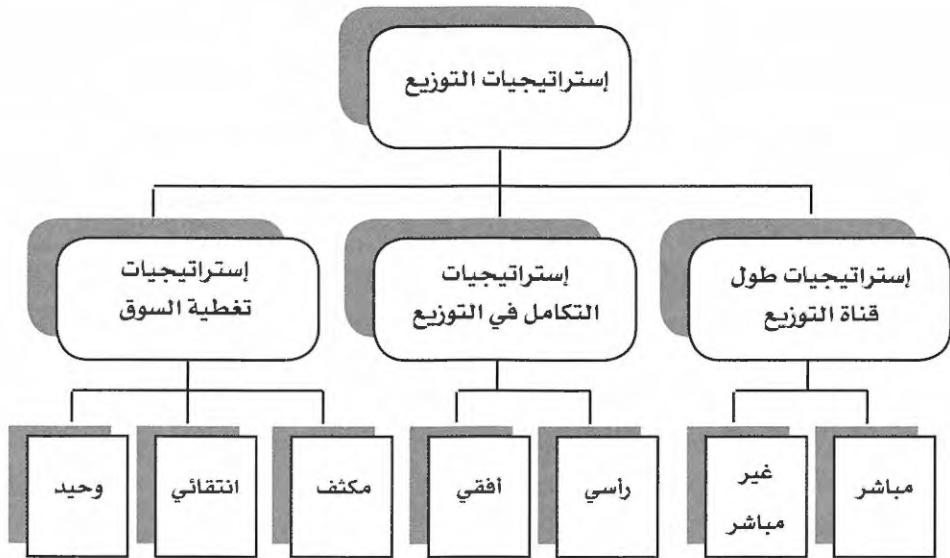 إستراتيجيات التوزيع
إستراتيجيات طول
قناة التوزيع
إستراتيجيات
التكامل في التوزيع
إستراتيجيات
تغطية السوق
مباشر
غير
مباشر
رأسي
أفقي
مكثف
انتقائي
وحيد